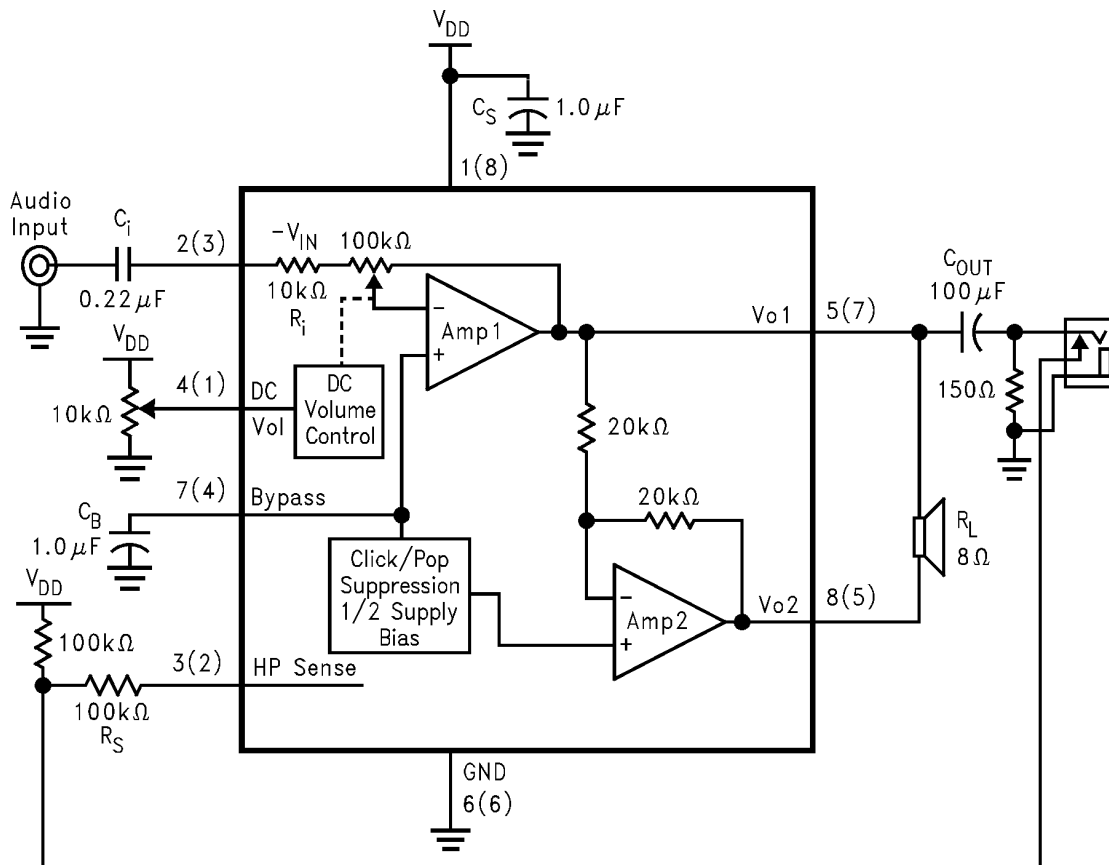 V_DD
C_S
1.0 μF
1(8)
Audio
Input
C_i
0.22 μF
2(3)
-V_IN
10kΩ
R_i
100kΩ
Amp1
Vo1
5(7)
C_OUT
100 μF
150Ω
V_DD
10kΩ
4(1)
DC
Vol
DC
Volume
Control
20kΩ
20kΩ
7(4)
Bypass
C_B
1.0 μF
Click/Pop
Suppression
1/2 Supply
Bias
Amp2
Vo2
8(5)
R_L
8Ω
V_DD
100kΩ
100kΩ
R_S
3(2)
HP Sense
GND
6(6)